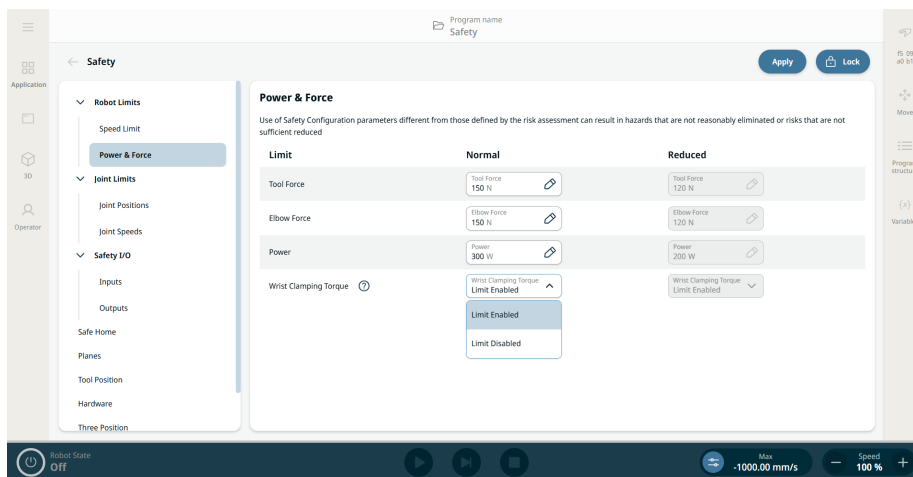 Program name
Safety
Safety
Apply
Lock
f5 09
a0 b1
Application
3D
Operator
Move
Program
structu
{x}
Variabl
Robot Limits
Speed Limit
Power & Force
Joint Limits
Joint Positions
Joint Speeds
Safety I/O
Inputs
Outputs
Safe Home
Planes
Tool Position
Hardware
Three Position
Power & Force
Use of Safety Configuration parameters different from those defined by the risk assessment can result in hazards that are not reasonably eliminated or risks that are not
sufficient reduced
Limit Normal Reduced
Tool Force
Tool Force
150 N
Tool Force
120 N
Elbow Force
Elbow Force
150 N
Elbow Force
120 N
Power
Power
300 W
Power
200 W
Wrist Clamping Torque ?
Wrist Clamping Torque
Limit Enabled
Wrist Clamping Torque
Limit Enabled
Limit Enabled
Limit Disabled
Robot State
Off
Max
-1000.00 mm/s
Speed
100 %